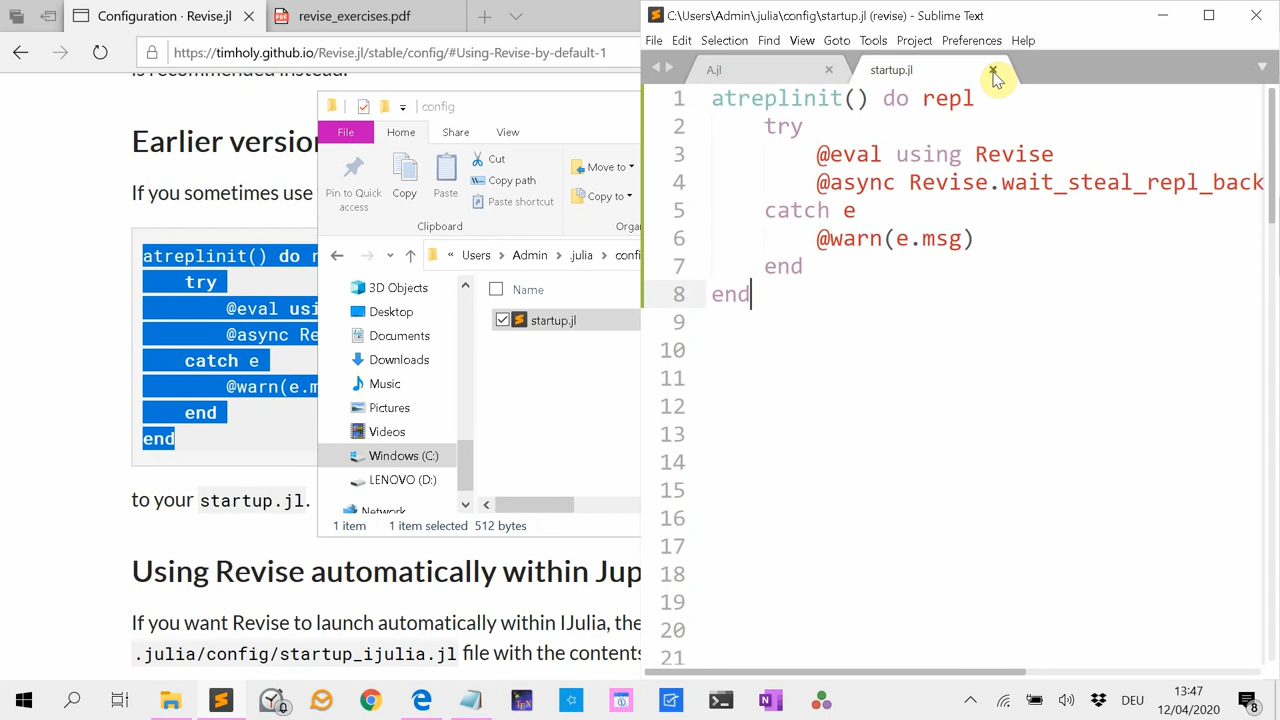 Configuration · Revise.jl
revise_exercises.pdf
https://timholy.github.io/Revise.jl/stable/config/#Using-Revise-by-default-1
is recommended instead.
Earlier version
If you sometimes use
atreplinit() do r
try
@eval usi
@async Re
catch e
@warn(e.m
end
end
to your startup.jl.
Using Revise automatically within Jup
If you want Revise to launch automatically within IJulia, the
.julia/config/startup_ijulia.jl file with the contents
config
File
Home
Share
View
Pin to Quick
access
Copy
Paste
Cut
Copy path
Paste shortcut
Move to
Clipboard
Organ
Users
Admin
.julia
conf
3D Objects
Desktop
Documents
Downloads
Music
Pictures
Videos
Windows (C:)
LENOVO (D:)
Network
Name
startup.jl
1 item
1 item selected 512 bytes
C:\Users\Admin\.julia\config\startup.jl (revise) - Sublime Text
File Edit Selection Find View Goto Tools Project Preferences Help
A.jl
startup.jl
1 atreplinit() do repl
2 try
3 @eval using Revise
4 @async Revise.wait_steal_repl_back
5 catch e
6 @warn(e.msg)
7 end
8 end
9
10
11
12
13
14
15
16
17
18
19
20
21
DEU
13:47
12/04/2020
8